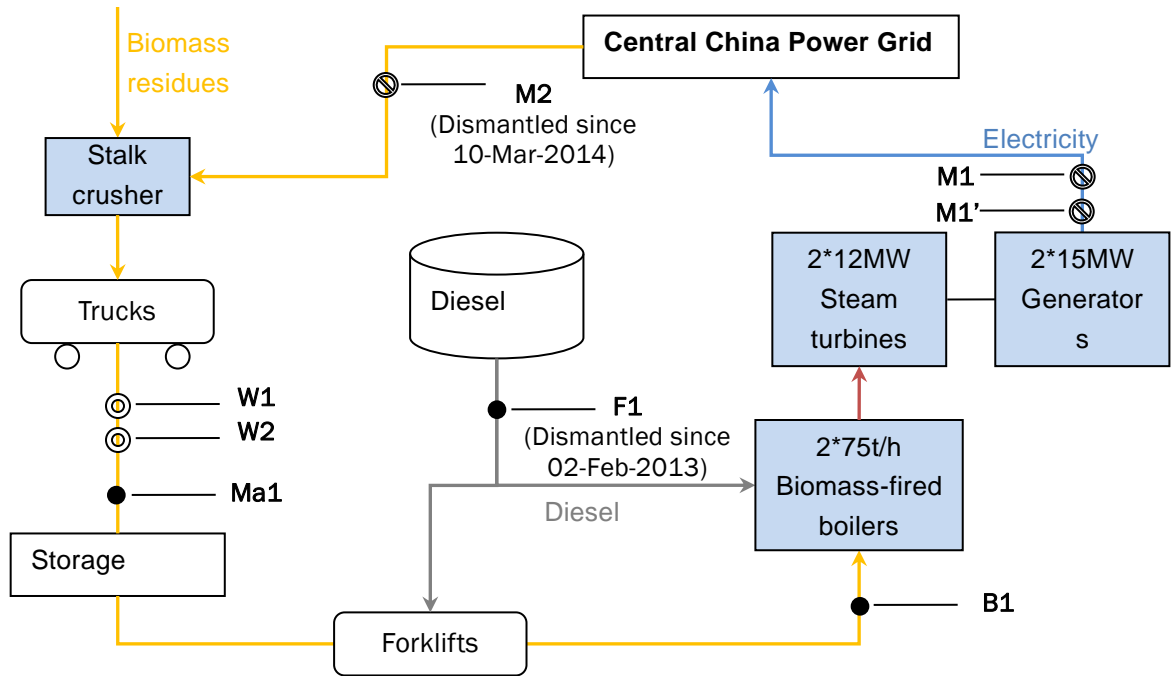 Biomass
residues
Central China Power Grid
M2
(Dismantled since
10-Mar-2014)
Stalk
crusher
Electricity
M1
M1’
Trucks
Diesel
2*12MW
Steam
turbines
2*15MW
Generator
s
W1
W2
F1
(Dismantled since
02-Feb-2013)
Ma1
2*75t/h
Biomass-fired
boilers
Diesel
Storage
B1
Forklifts